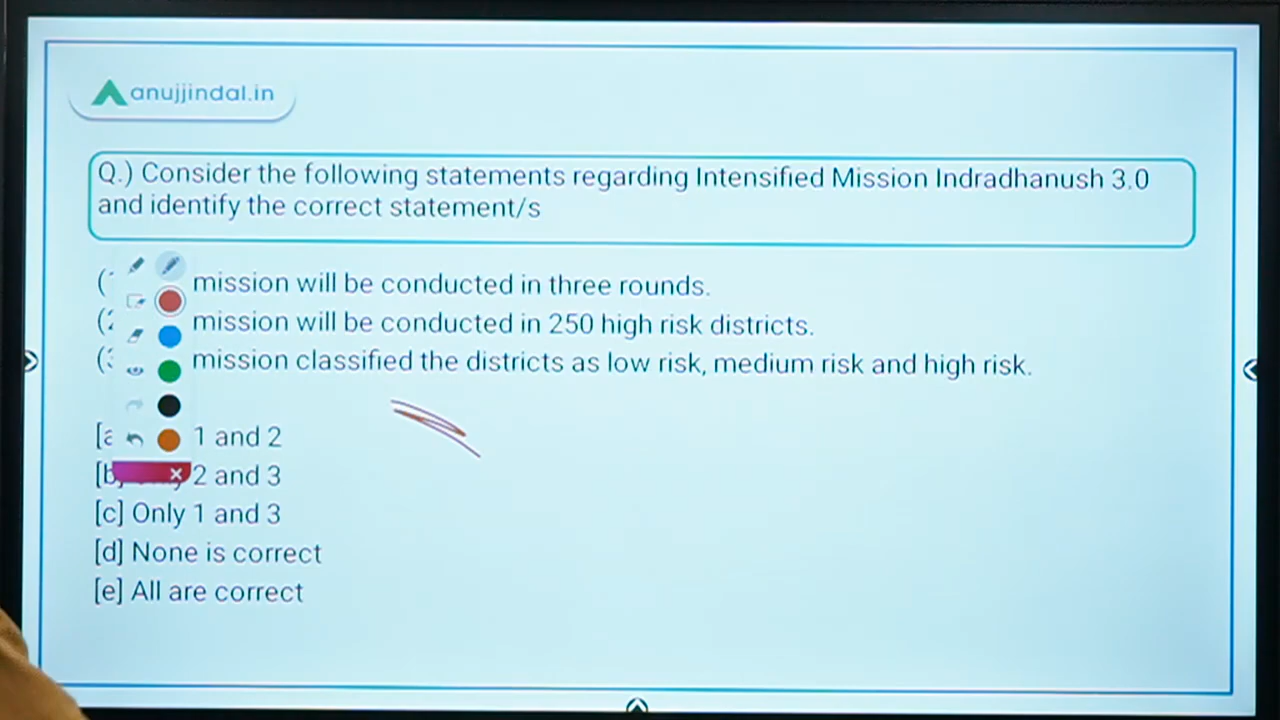 anujjindal.in
Q.) Consider the following statements regarding Intensified Mission Indradhanush 3.0
and identify the correct statement/s
mission will be conducted in three rounds.
mission will be conducted in 250 high risk districts.
mission classified the districts as low risk, medium risk and high risk.
1 and 2
[b 2 and 3
[c] Only 1 and 3
[d] None is correct
[e] All are correct